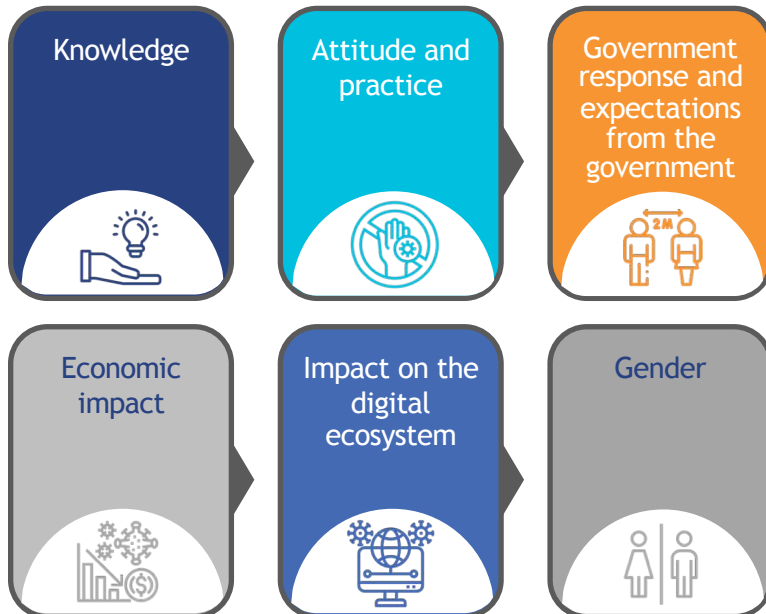 Knowledge
Attitude and
practice
Government
response and
expectations
from the
government
2M
Economic
impact
Impact on the
digital
ecosystem
Gender
$